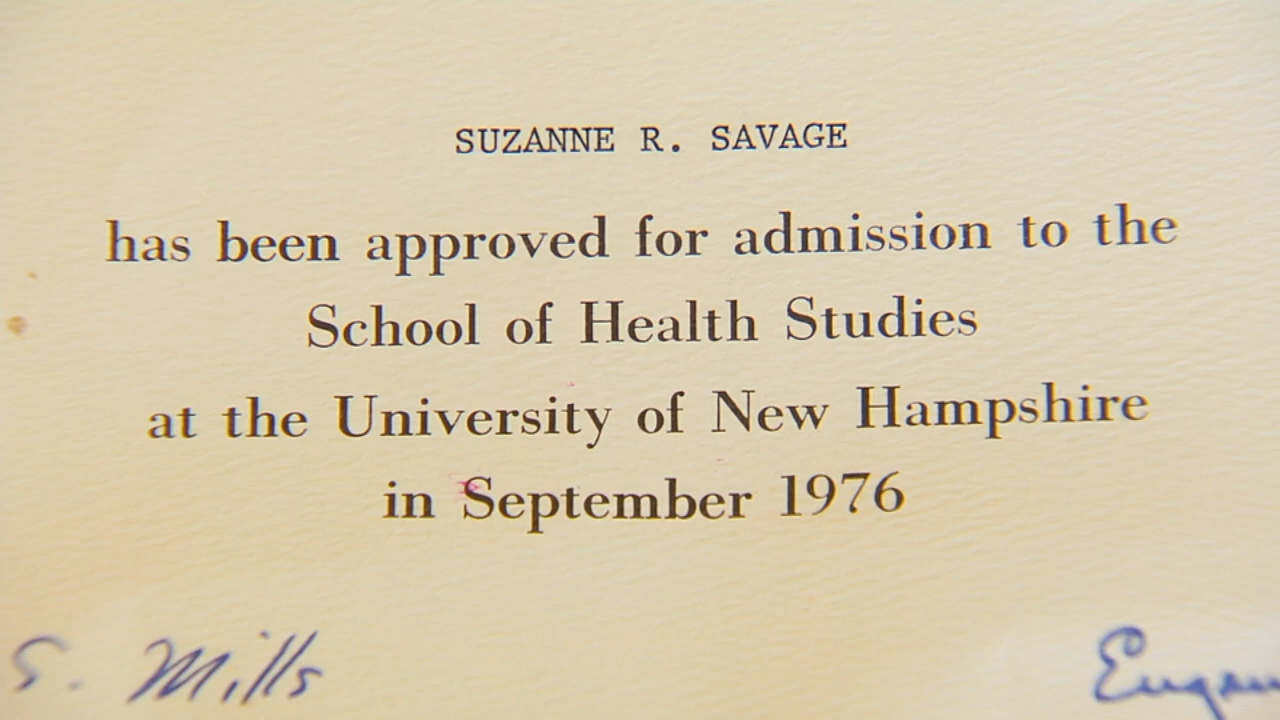 SUZANNE R. SAVAGE
has been approved for admission to the
School of Health Studies
at the University of New Hampshire
in September 1976
S. Mills